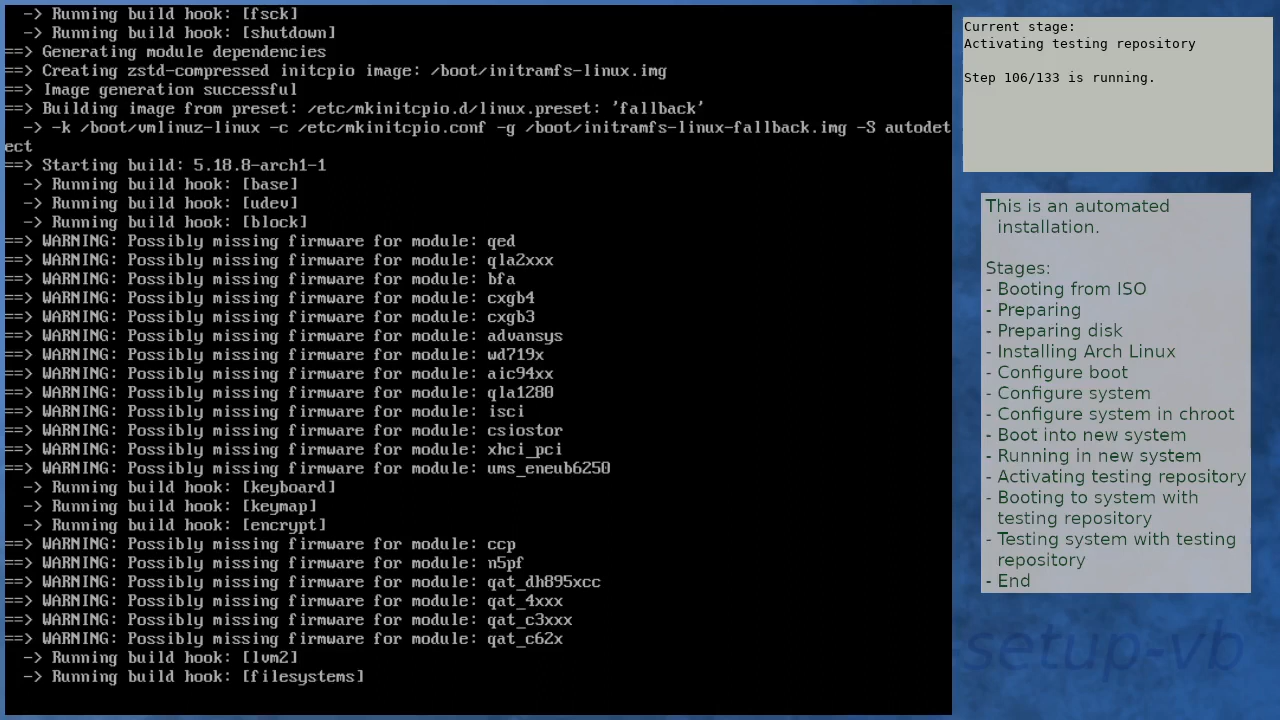 -> Running build hook: [fsck]
  -> Running build hook: [shutdown]
==> Generating module dependencies
==> Creating zstd-compressed initcpio image: /boot/initramfs-linux.img
==> Image generation successful
==> Building image from preset: /etc/mkinitcpio.d/linux.preset: 'fallback'
  -> -k /boot/vmlinuz-linux -c /etc/mkinitcpio.conf -g /boot/initramfs-linux-fallback.img -S autodet
ect
==> Starting build: 5.18.8-arch1-1
  -> Running build hook: [base]
  -> Running build hook: [udev]
  -> Running build hook: [block]
==> WARNING: Possibly missing firmware for module: qed
==> WARNING: Possibly missing firmware for module: qla2xxx
==> WARNING: Possibly missing firmware for module: bfa
==> WARNING: Possibly missing firmware for module: cxgb4
==> WARNING: Possibly missing firmware for module: cxgb3
==> WARNING: Possibly missing firmware for module: advansys
==> WARNING: Possibly missing firmware for module: wd719x
==> WARNING: Possibly missing firmware for module: aic94xx
==> WARNING: Possibly missing firmware for module: qla1280
==> WARNING: Possibly missing firmware for module: isci
==> WARNING: Possibly missing firmware for module: csiostor
==> WARNING: Possibly missing firmware for module: xhci_pci
==> WARNING: Possibly missing firmware for module: ums_eneub6250
  -> Running build hook: [keyboard]
  -> Running build hook: [keymap]
  -> Running build hook: [encrypt]
==> WARNING: Possibly missing firmware for module: ccp
==> WARNING: Possibly missing firmware for module: n5pf
==> WARNING: Possibly missing firmware for module: qat_dh895xcc
==> WARNING: Possibly missing firmware for module: qat_4xxx
==> WARNING: Possibly missing firmware for module: qat_c3xxx
==> WARNING: Possibly missing firmware for module: qat_c62x
  -> Running build hook: [lvm2]
  -> Running build hook: [filesystems]
Current stage:
Activating testing repository
Step 106/133 is running.
This is an automated
installation.
Stages:
- Booting from ISO
- Preparing
- Preparing disk
- Installing Arch Linux
- Configure boot
- Configure system
- Configure system in chroot
- Boot into new system
- Running in new system
- Activating testing repository
- Booting to system with
testing repository
- Testing system with testing
repository
- End
-setup-vb